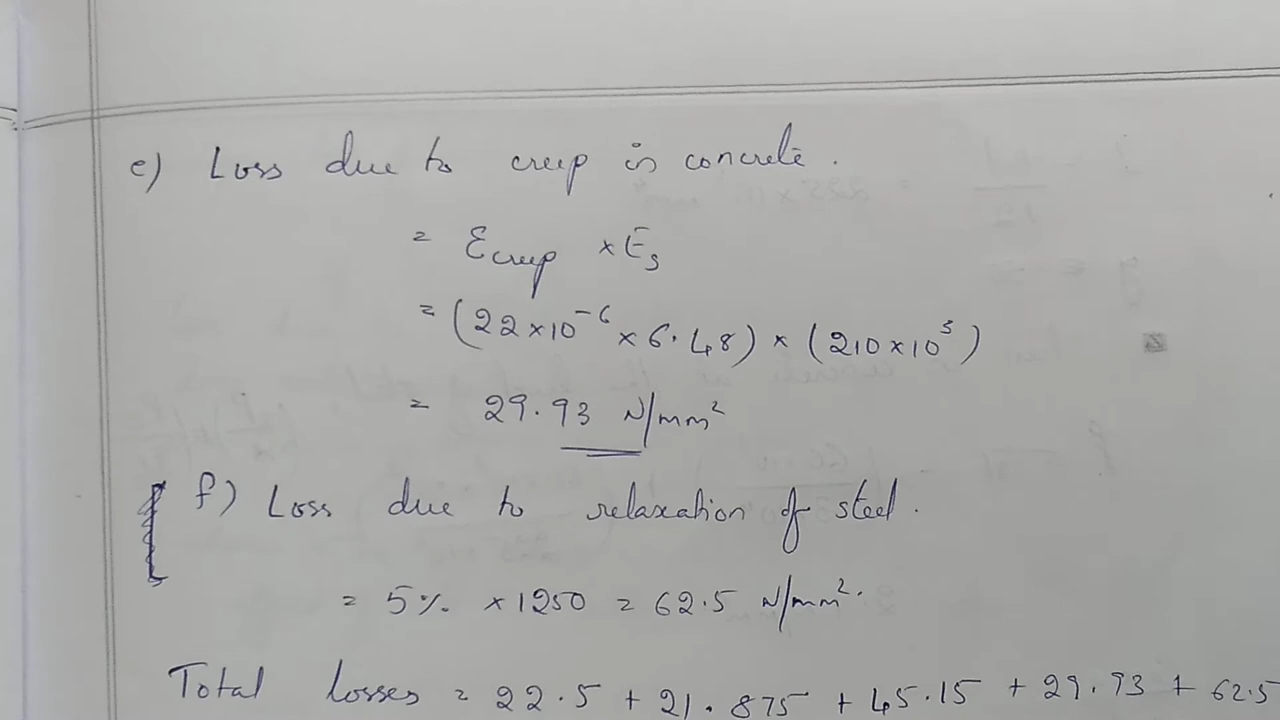 e) Loss due to creep in concrete.
= Ɛcreep × Es
= (22×10⁻⁶ × 6.48) × (210×10³)
= 29.93 N/mm²
f) Loss due to relaxation of steel.
= 5% × 1250 = 62.5 N/mm².
Total losses = 22.5 + 21.875 + 45.15 + 29.93 + 62.5